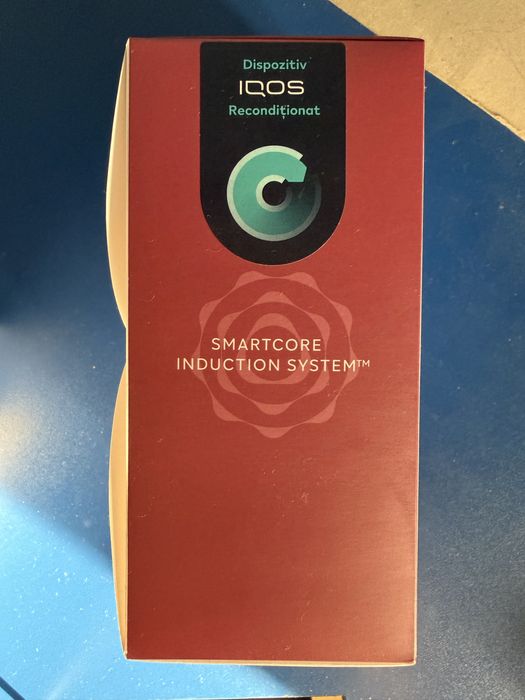 Dispozitiv
IQOS
Recondiționat
SMARTCORE
INDUCTION SYSTEM™